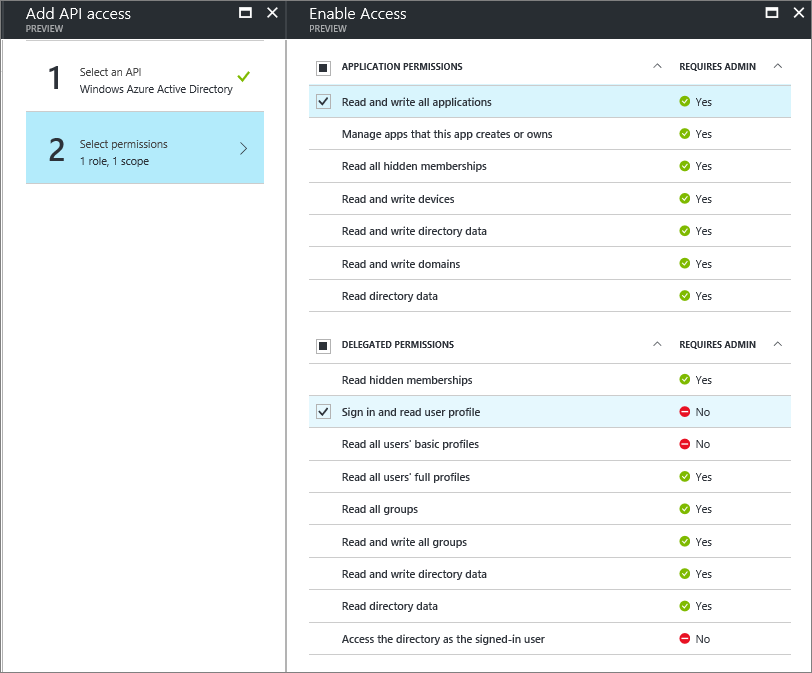 Add API access
PREVIEW
1
Select an API
Windows Azure Active Directory
2
Select permissions
1 role, 1 scope
Enable Access
PREVIEW
APPLICATION PERMISSIONS REQUIRES ADMIN
Read and write all applications Yes
Manage apps that this app creates or owns Yes
Read all hidden memberships Yes
Read and write devices Yes
Read and write directory data Yes
Read and write domains Yes
Read directory data Yes
DELEGATED PERMISSIONS REQUIRES ADMIN
Read hidden memberships Yes
Sign in and read user profile No
Read all users' basic profiles No
Read all users' full profiles Yes
Read all groups Yes
Read and write all groups Yes
Read and write directory data Yes
Read directory data Yes
Access the directory as the signed-in user No